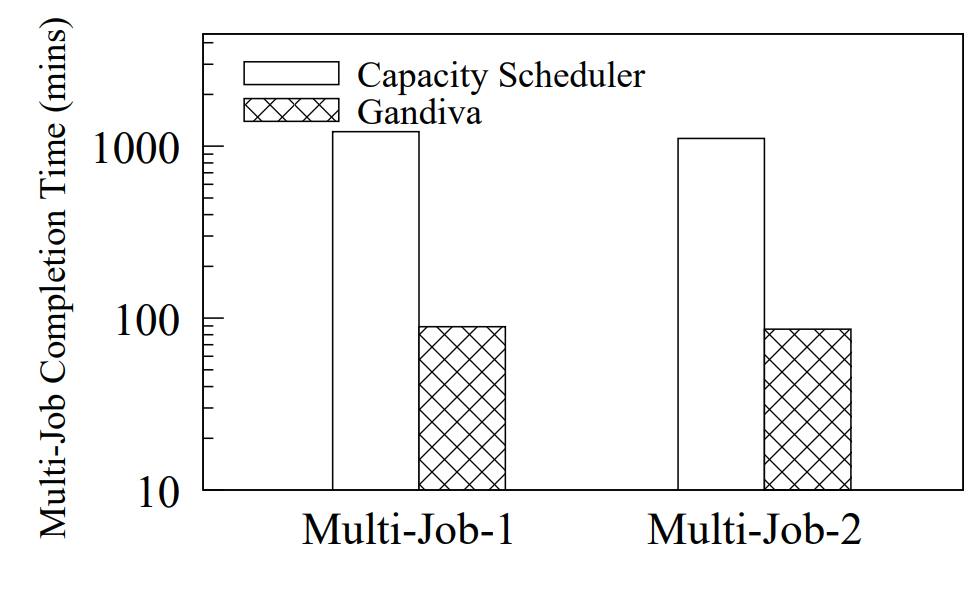 Multi-Job Completion Time (mins)
Capacity Scheduler
Gandiva
1000
100
10
Multi-Job-1
Multi-Job-2